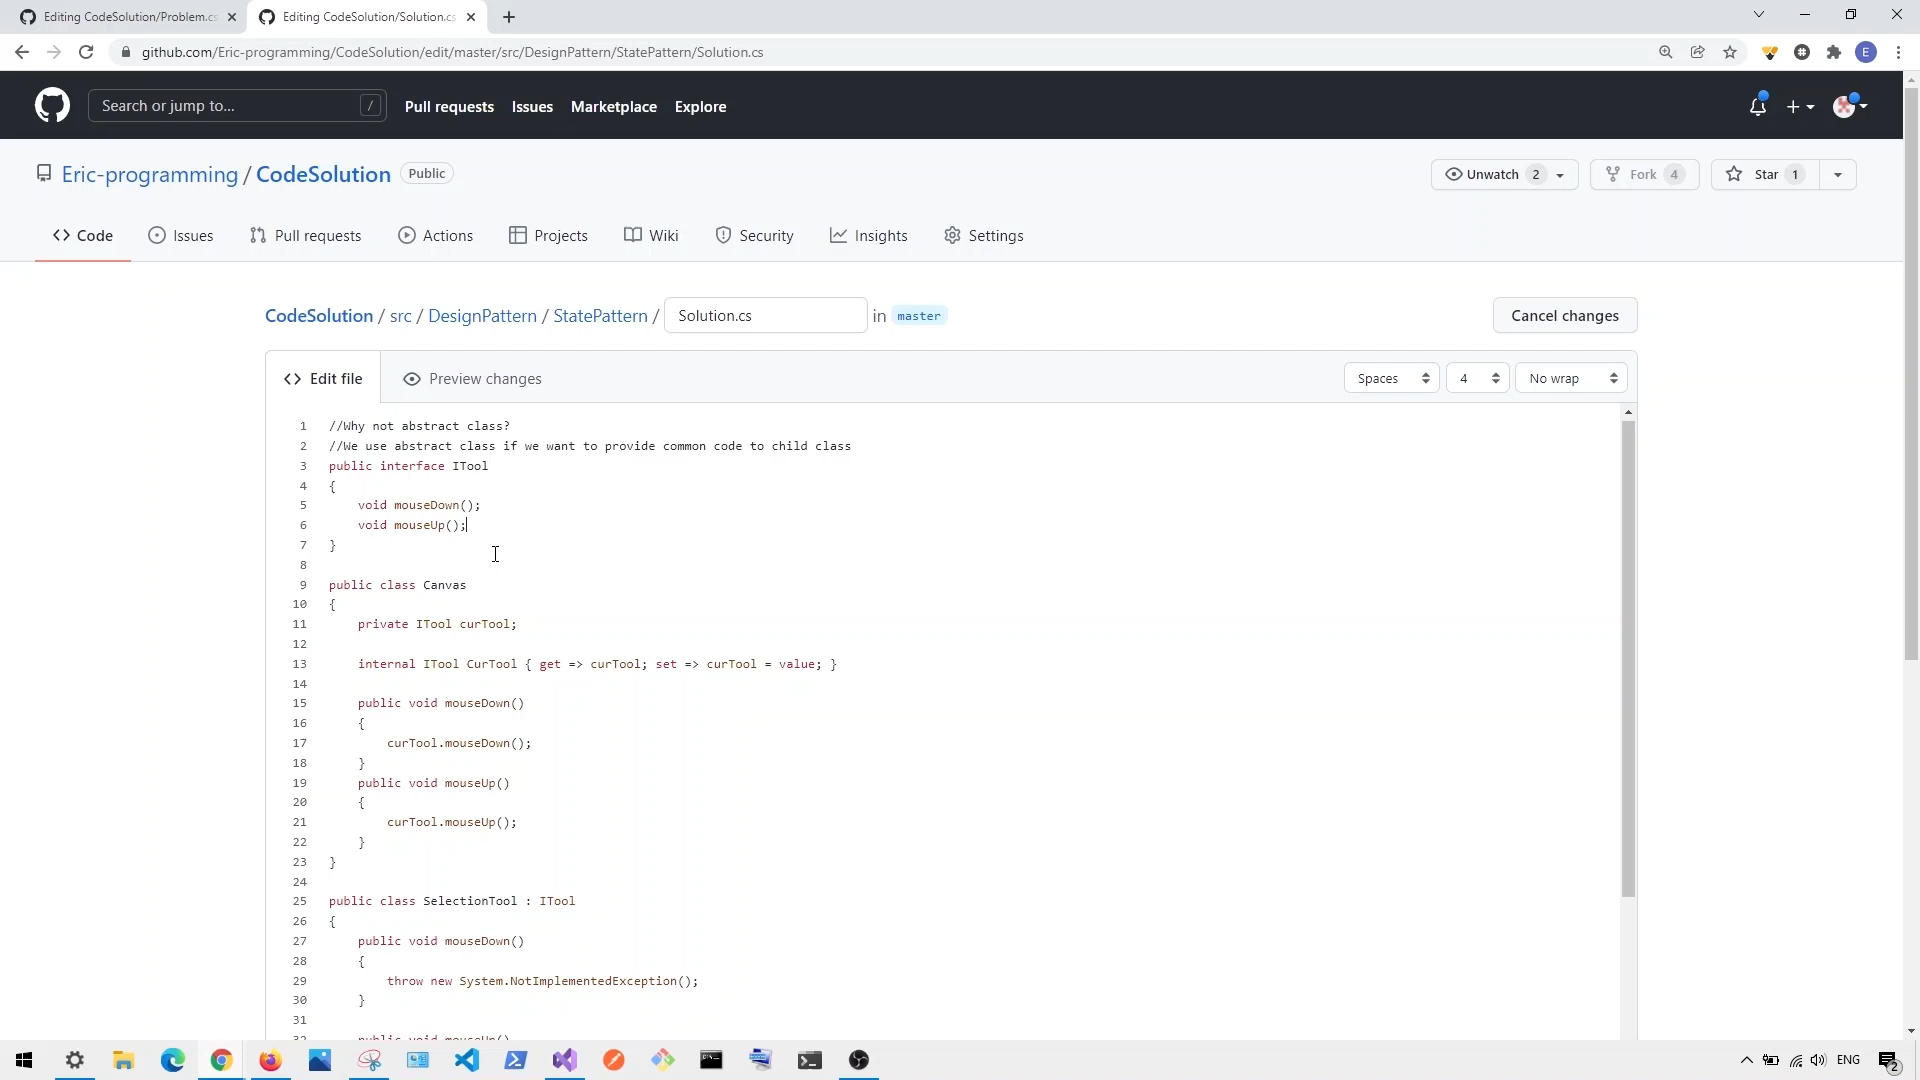 Editing CodeSolution/Problem.cs
Editing CodeSolution/Solution.cs
github.com/Eric-programming/CodeSolution/edit/master/src/DesignPattern/StatePattern/Solution.cs
E
Search or jump to...
/
Pull requests
Issues
Marketplace
Explore
Eric-programming / CodeSolution
Public
Unwatch 2
Fork 4
Star 1
Code
Issues
Pull requests
Actions
Projects
Wiki
Security
Insights
Settings
CodeSolution / src / DesignPattern / StatePattern / Solution.cs in master
Cancel changes
Edit file
Preview changes
Spaces
4
No wrap
1 //Why not abstract class?
2 //We use abstract class if we want to provide common code to child class
3 public interface ITool
4 {
5 void mouseDown();
6 void mouseUp();
7 }
8
9 public class Canvas
10 {
11 private ITool curTool;
12
13 internal ITool CurTool { get => curTool; set => curTool = value; }
14
15 public void mouseDown()
16 {
17 curTool.mouseDown();
18 }
19 public void mouseUp()
20 {
21 curTool.mouseUp();
22 }
23 }
24
25 public class SelectionTool : ITool
26 {
27 public void mouseDown()
28 {
29 throw new System.NotImplementedException();
30 }
31
32 public void mouseUp()
ENG
2